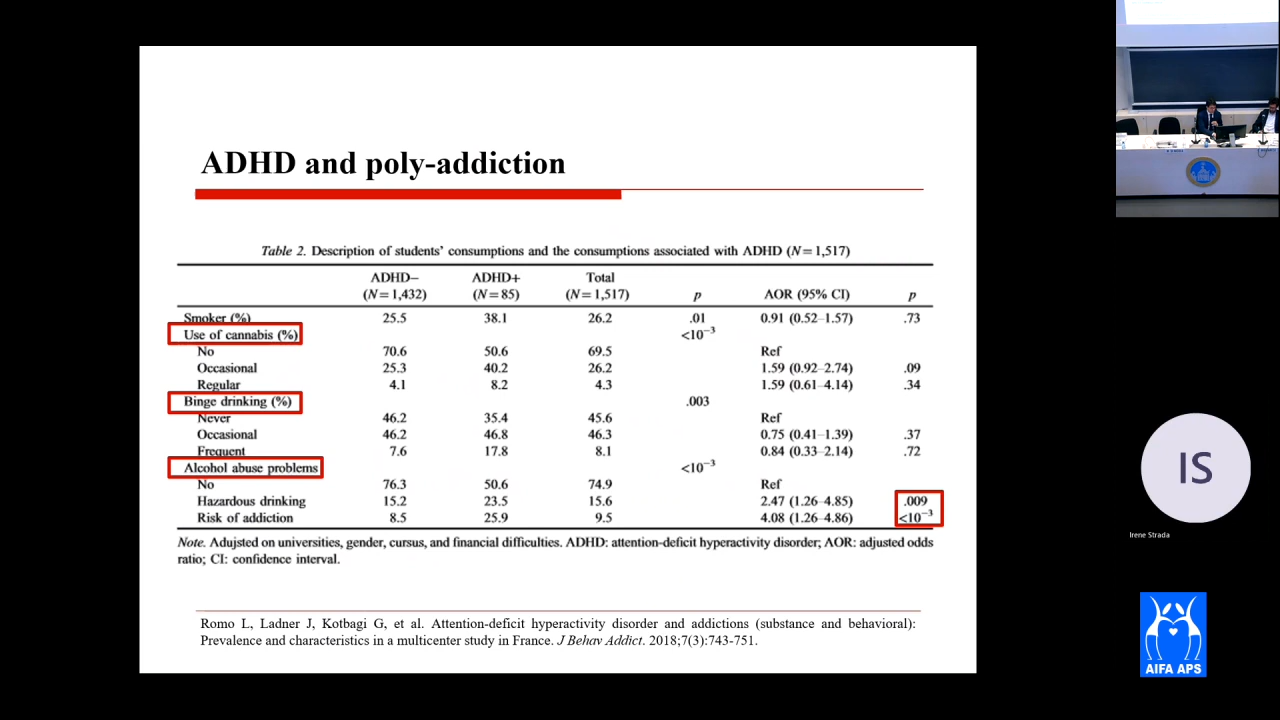 ADHD and poly-addiction
Table 2. Description of students' consumptions and the consumptions associated with ADHD (N=1,517)
ADHD− ADHD+ Total
(N=1,432) (N=85) (N=1,517) p AOR (95% CI) p
Smoker (%) 25.5 38.1 26.2 .01 0.91 (0.52–1.57) .73
Use of cannabis (%) <10−3
No 70.6 50.6 69.5 Ref
Occasional 25.3 40.2 26.2 1.59 (0.92–2.74) .09
Regular 4.1 8.2 4.3 1.59 (0.61–4.14) .34
Binge drinking (%) .003
Never 46.2 35.4 45.6 Ref
Occasional 46.2 46.8 46.3 0.75 (0.41–1.39) .37
Frequent 7.6 17.8 8.1 0.84 (0.33–2.14) .72
Alcohol abuse problems <10−3
No 76.3 50.6 74.9 Ref
Hazardous drinking 15.2 23.5 15.6 2.47 (1.26–4.85) .009
Risk of addiction 8.5 25.9 9.5 4.08 (1.26–4.86) <10−3
Note. Adujsted on universities, gender, cursus, and financial difficulties. ADHD: attention-deficit hyperactivity disorder; AOR: adjusted odds
ratio; CI: confidence interval.
Romo L, Ladner J, Kotbagi G, et al. Attention-deficit hyperactivity disorder and addictions (substance and behavioral):
Prevalence and characteristics in a multicenter study in France. J Behav Addict. 2018;7(3):743-751.
IS
Irene Strada
AIFA APS